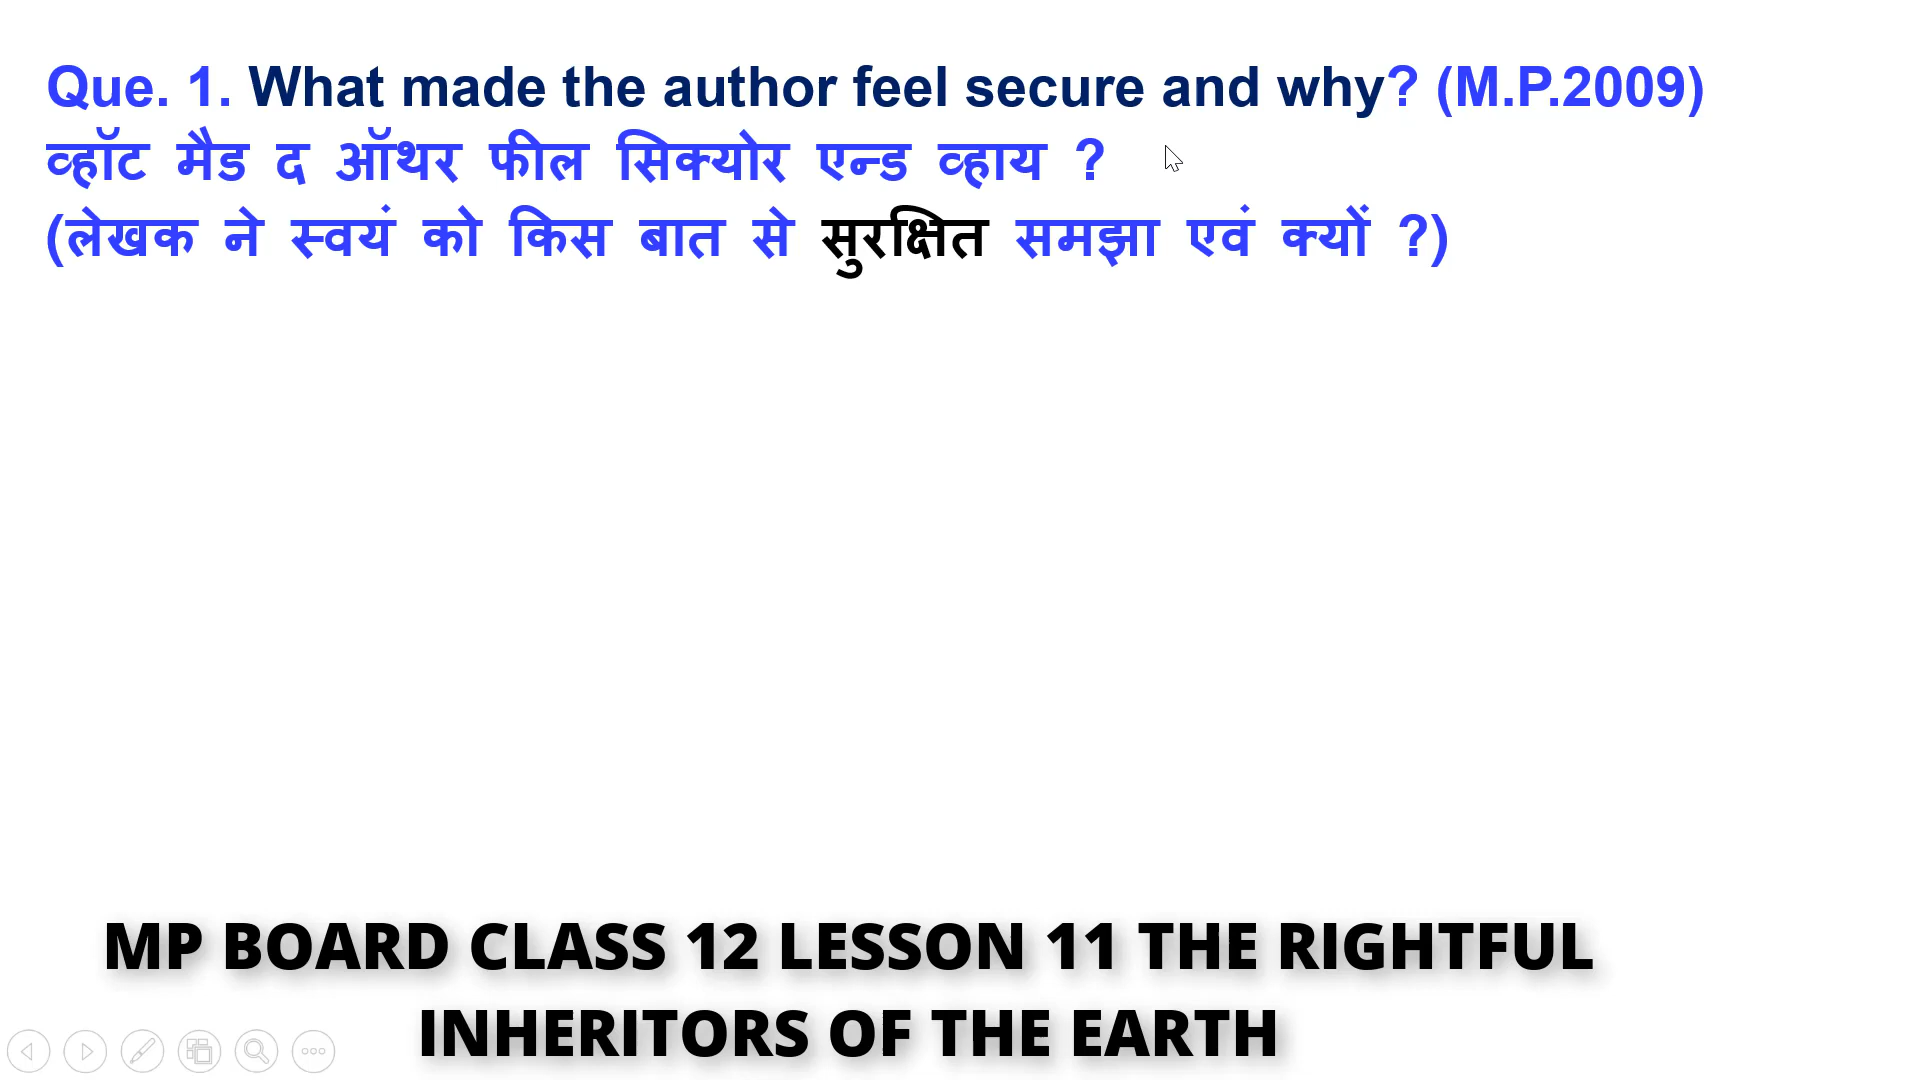 Que. 1. What made the author feel secure and why? (M.P.2009)
व्हॉट मैड द ऑथर फील सिक्योर एन्ड व्हाय ?
(लेखक ने स्वयं को किस बात से सुरक्षित समझा एवं क्यों ?)
MP BOARD CLASS 12 LESSON 11 THE RIGHTFUL
INHERITORS OF THE EARTH